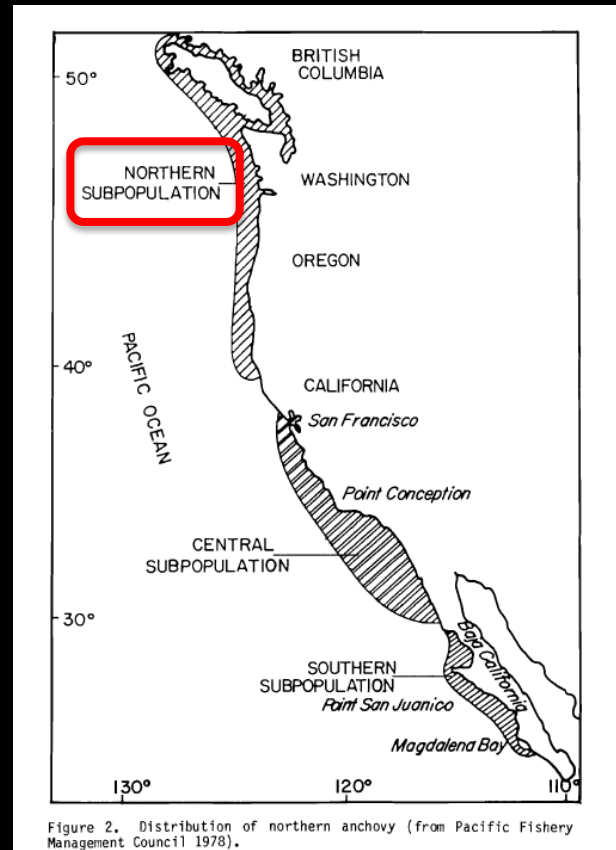 BRITISH
COLUMBIA
50°
NORTHERN
SUBPOPULATION
WASHINGTON
OREGON
PACIFIC OCEAN
40°
CALIFORNIA
San Francisco
Point Conception
CENTRAL
SUBPOPULATION
30°
Baja California
SOUTHERN
SUBPOPULATION
Point San Juanico
Magdalena Bay
130°
120°
110°
Figure 2. Distribution of northern anchovy (from Pacific Fishery
Management Council 1978).